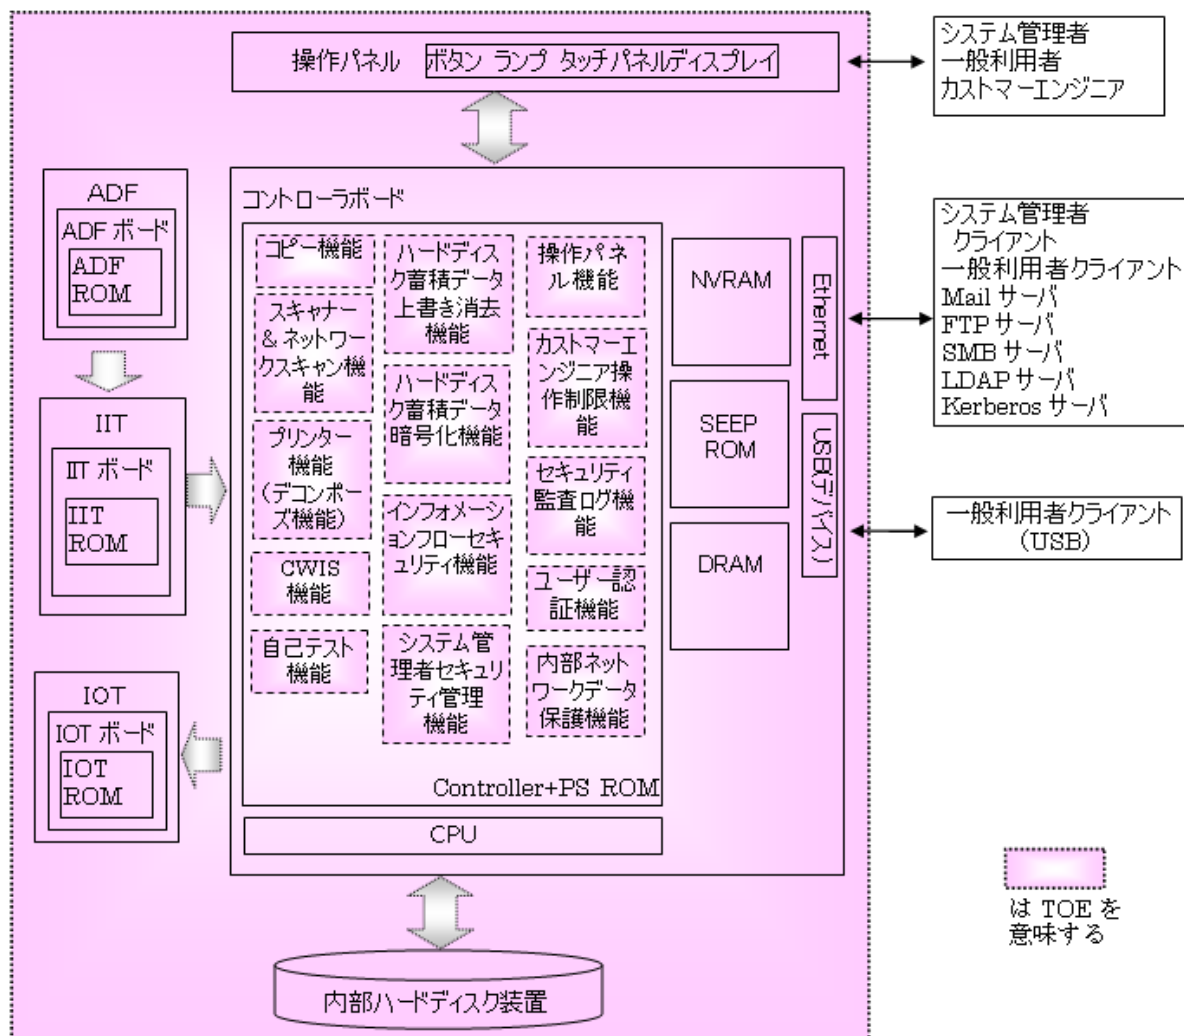 操作パネル ボタン ランプ タッチパネルディスプレイ
システム管理者
一般利用者
カストマーエンジニア
ADF
ADF ボード
ADF
ROM
IIT
IIT ボード
IIT
ROM
IOT
IOT ボード
IOT
ROM
コントローラボード
コピー機能
スキャナー
& ネットワー
クスキャン機
能
プリンター
機能
(デコンポー
ズ機能)
CWIS
機能
自己テスト
機能
ハードディ
スク蓄積データ
上書き消去
機能
ハードディス
ク蓄積データ
暗号化機能
インフォメーシ
ョンフローセキ
ュリティ機能
システム管
理者セキュリ
ティ管理
機能
操作パネ
ル機能
カストマーエ
ンジニア操
作制限機
能
セキュリティ
監査ログ機
能
ユーザー認
証機能
内部ネット
ワークデータ
保護機能
Controller+PS ROM
CPU
NVRAM
SEEP
ROM
DRAM
Ethernet
USB(デバイス)
システム管理者
クライアント
一般利用者クライアント
Mail サーバ
FTP サーバ
SMB サーバ
LDAP サーバ
Kerberos サーバ
一般利用者クライアント
(USB)
内部ハードディスク装置
は TOE を
意味する